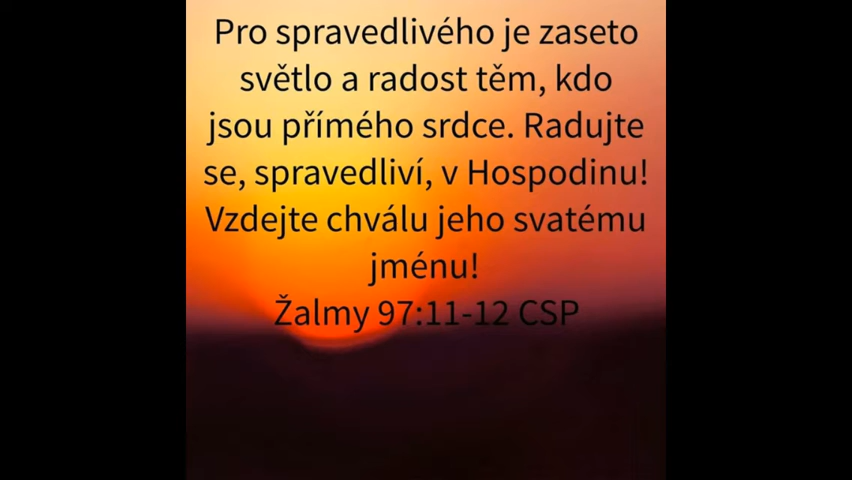 Pro spravedlivého je zaseto
světlo a radost těm, kdo
jsou přímého srdce. Radujte
se, spravedliví, v Hospodinu!
Vzdejte chválu jeho svatému
jménu!
Žalmy 97:11-12 CSP